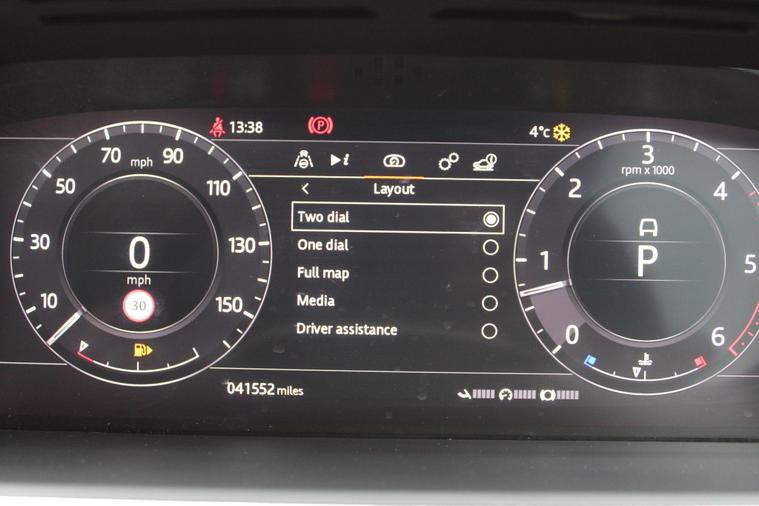 13:38
P
4°c
i
Layout
70 mph 90
50 110
30 130
10 150
0
mph
30
Two dial
One dial
Full map
Media
Driver assistance
3
rpm x 1000
2 4
1 5
0 6
P
041552 miles